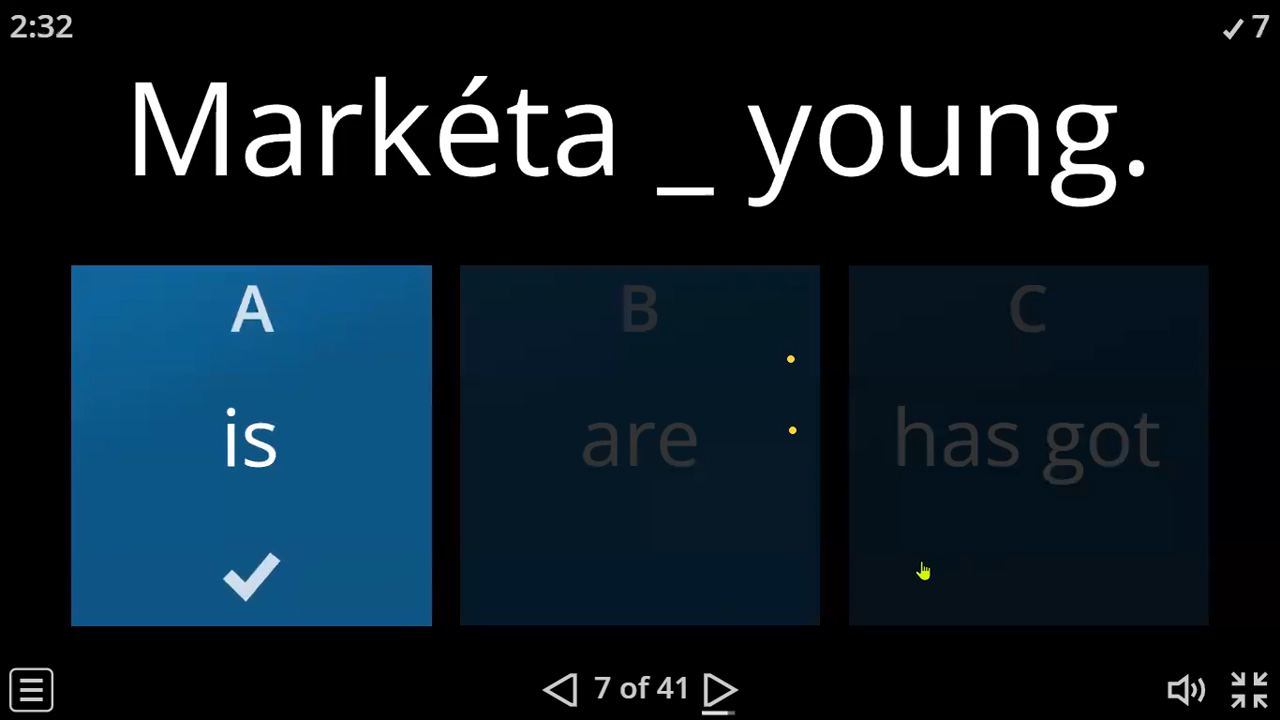 2:32
✓7
Markéta _ young.
A
B
C
is
are
has got
7 of 41